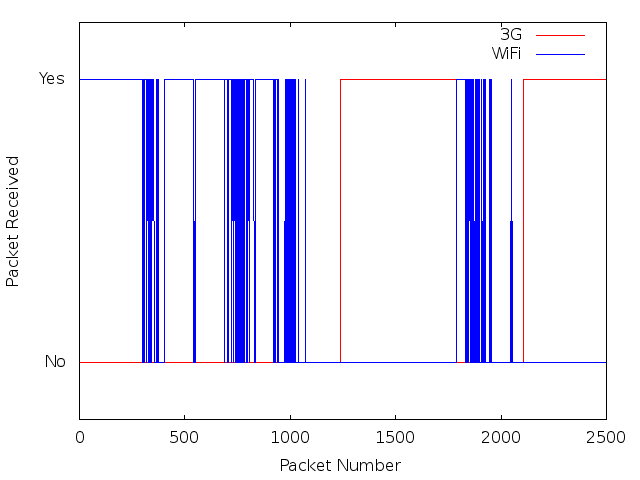 3G
WiFi
Yes
Packet Received
No
0 500 1000 1500 2000 2500
Packet Number